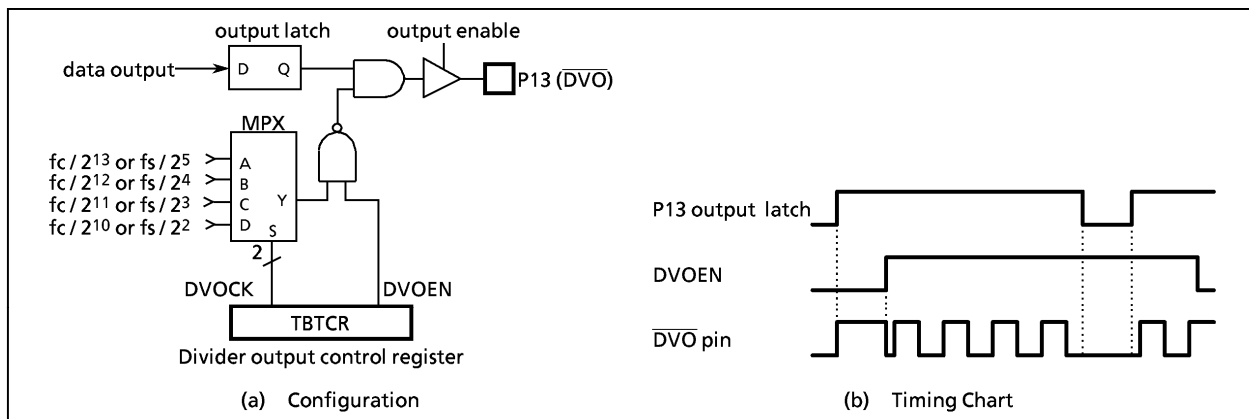 output latch
output enable
data output
D Q
P13 (DVO)
MPX
fc / 2¹³ or fs / 2⁵
fc / 2¹² or fs / 2⁴
fc / 2¹¹ or fs / 2³
fc / 2¹⁰ or fs / 2²
A
B
C
D
Y
S
2
DVOCK
DVOEN
TBTCR
Divider output control register
(a) Configuration
P13 output latch
DVOEN
DVO pin
(b) Timing Chart